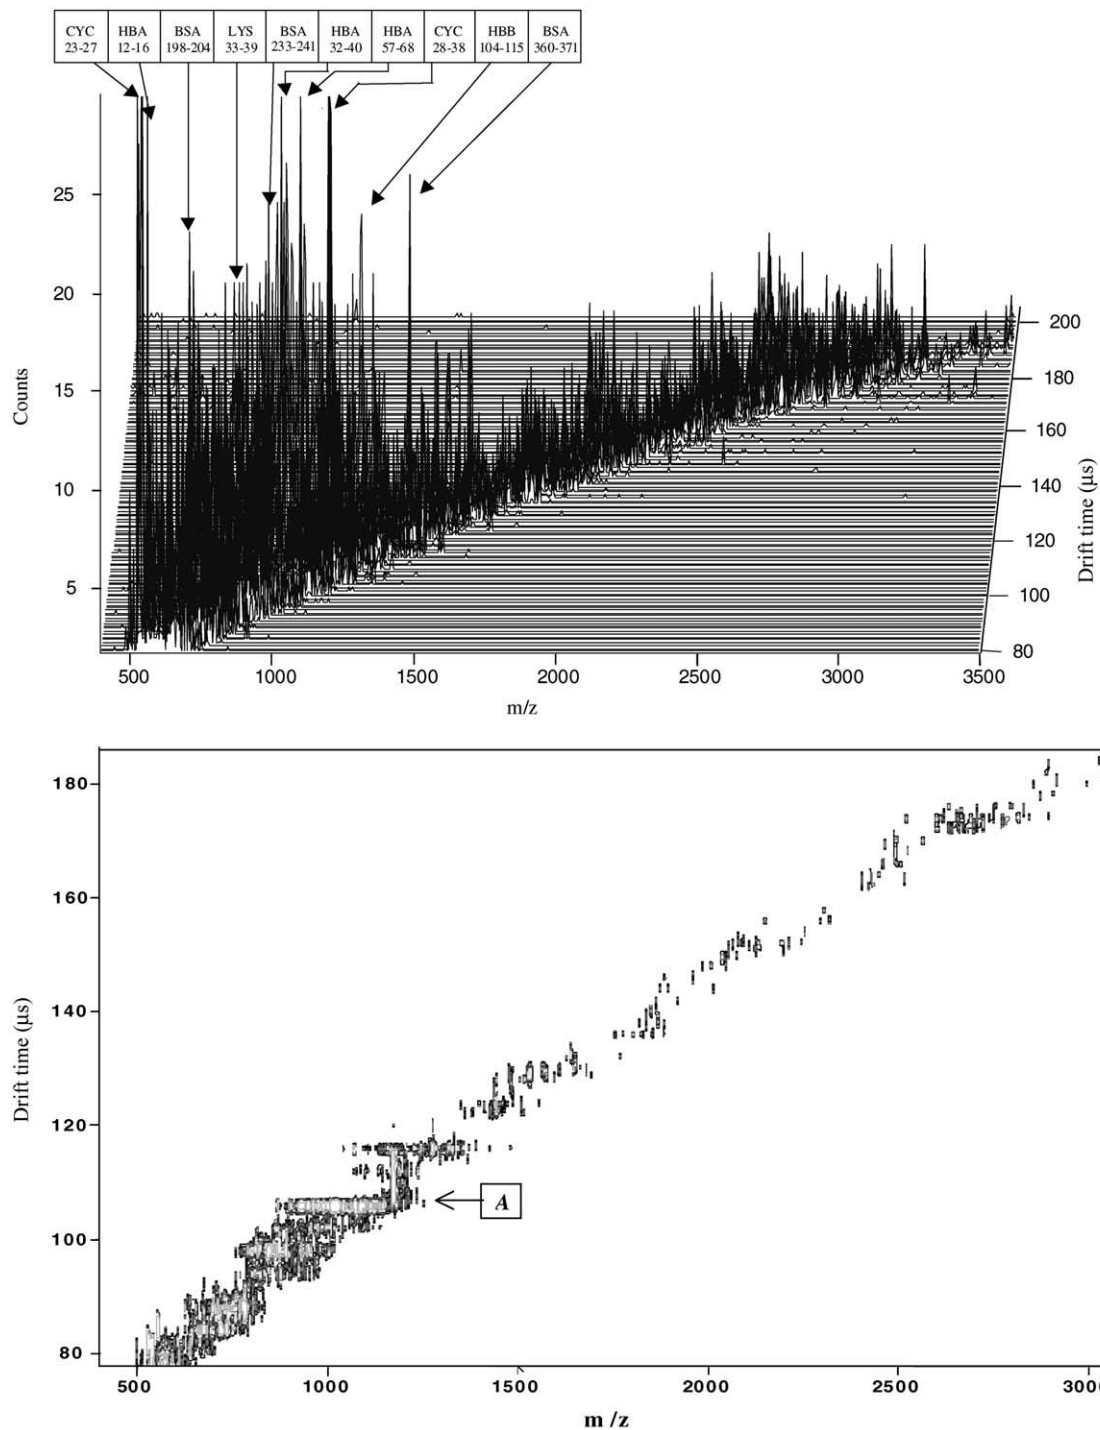 CYC HBA BSA LYS BSA HBA HBA CYC HBB BSA
23-27 12-16 198-204 33-39 233-241 32-40 57-68 28-38 104-115 360-371
25
20
15
10
5
Counts
200
180
160
140
120
100
80
Drift time (µs)
500 1000 1500 2000 2500 3000 3500
m/z
180
160
140
120
100
80
Drift time (µs)
A
500 1000 1500 2000 2500 3000
m /z